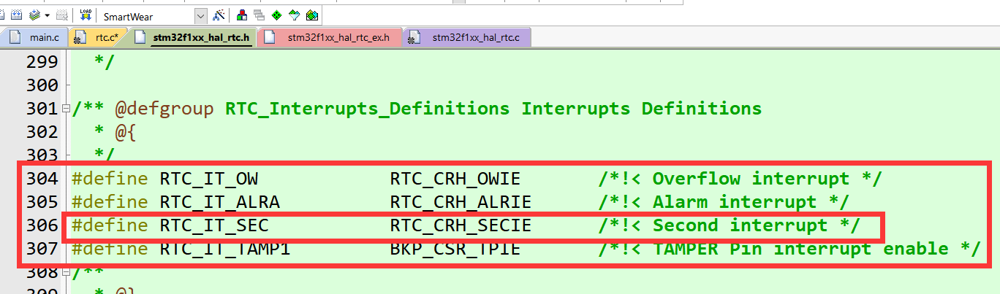 SmartWear
main.c rtc.c* stm32f1xx_hal_rtc.h stm32f1xx_hal_rtc_ex.h stm32f1xx_hal_rtc.c
299 */
300
301 /** @defgroup RTC_Interrupts_Definitions Interrupts Definitions
302 * @{
303 */
304 #define RTC_IT_OW RTC_CRH_OWIE /*!< Overflow interrupt */
305 #define RTC_IT_ALRA RTC_CRH_ALRIE /*!< Alarm interrupt */
306 #define RTC_IT_SEC RTC_CRH_SECIE /*!< Second interrupt */
307 #define RTC_IT_TAMP1 BKP_CSR_TPIE /*!< TAMPER Pin interrupt enable */
308 /**
309 * @}